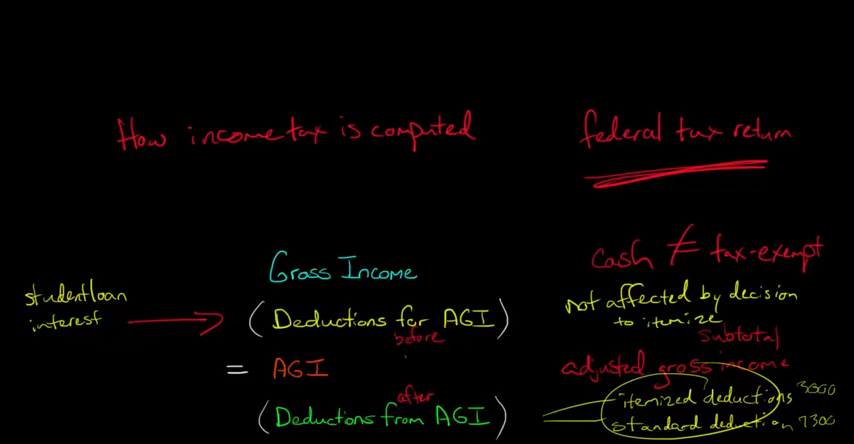 How income tax is computed
federal tax return
cash ≠ tax-exempt
Gross Income
student loan
interest
(Deductions for AGI)
before
not affected by decision
to itemize
subtotal
= AGI
adjusted gross income
after
(Deductions from AGI)
itemized deductions 3000
standard deduction 7300